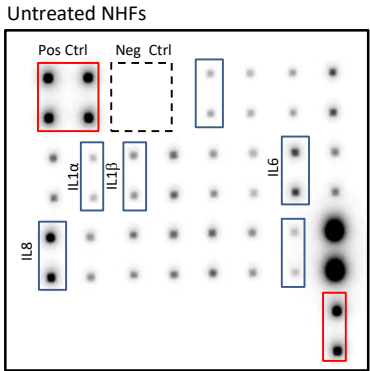 Untreated NHFs
Pos Ctrl
Neg Ctrl
IL1α
IL1β
IL6
IL8